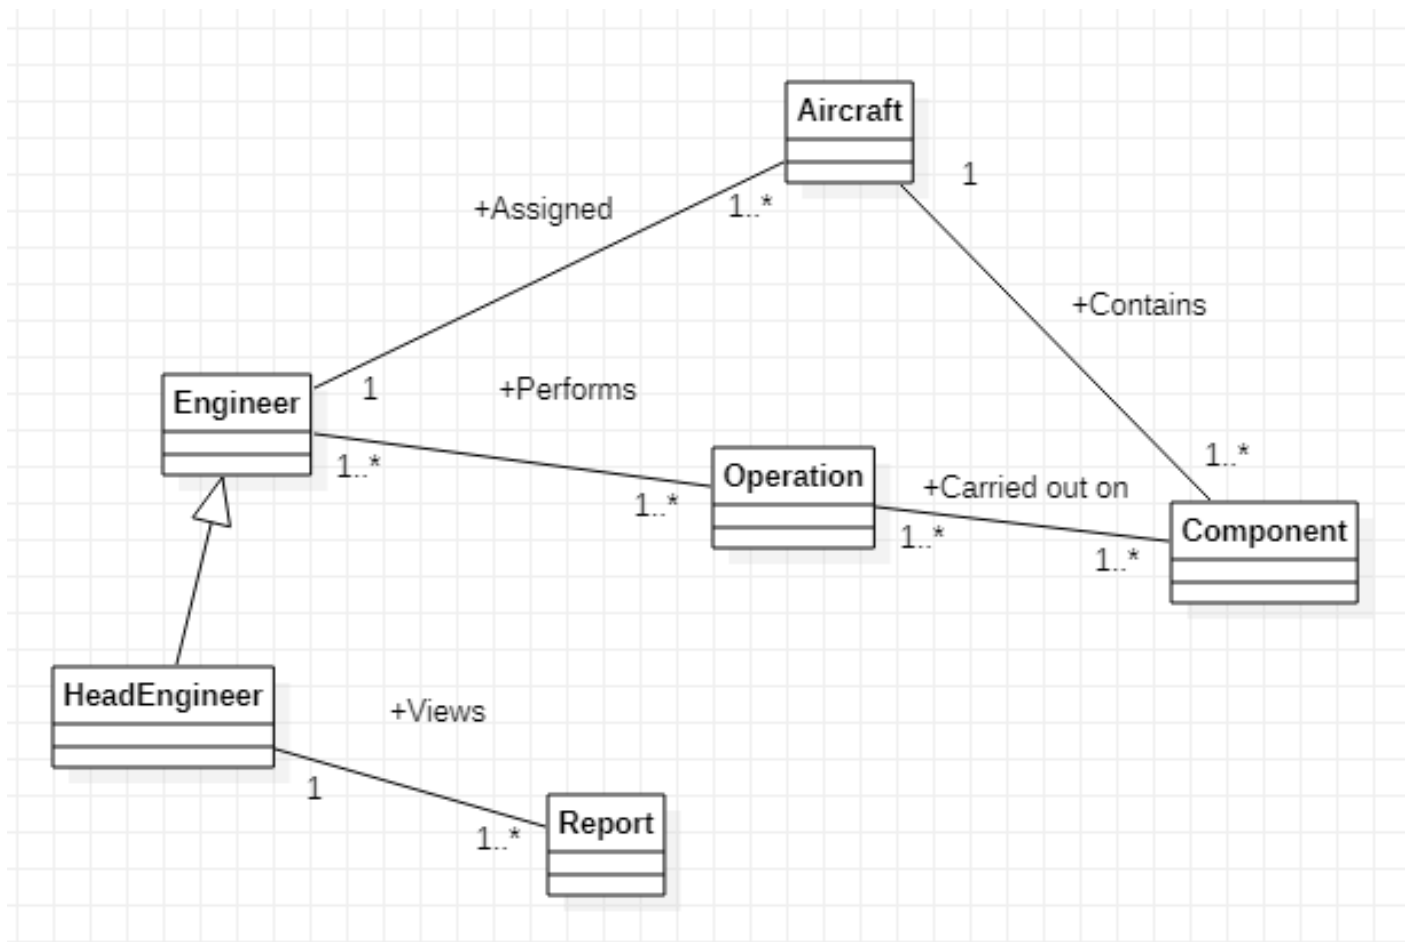 Aircraft
1
+Assigned
1..*
+Contains
1
+Performs
Engineer
1..*
1..*
Operation
+Carried out on
1..*
1..*
1..*
Component
HeadEngineer
+Views
1
1..*
Report